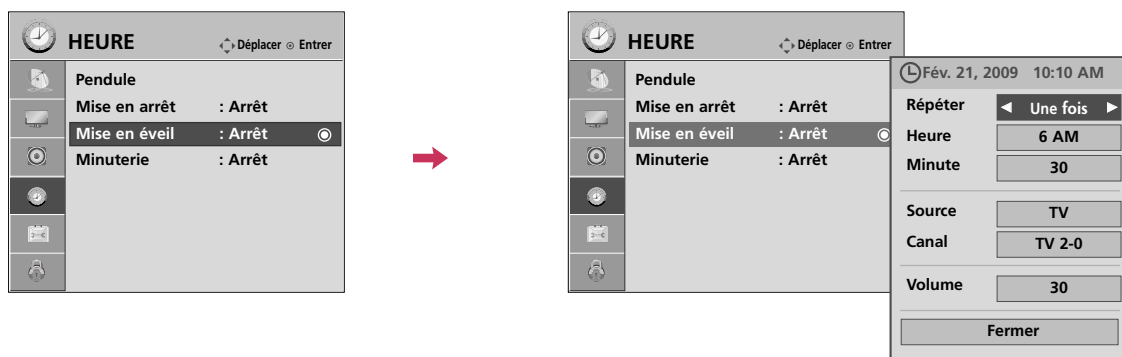 HEURE Déplacer Entrer
Pendule
Mise en arrêt : Arrêt
Mise en éveil : Arrêt
Minuterie : Arrêt
HEURE Déplacer Entrer
Pendule
Mise en arrêt : Arrêt
Mise en éveil : Arrêt
Minuterie : Arrêt
Fév. 21, 2009 10:10 AM
Répéter Une fois
Heure 6 AM
Minute 30
Source TV
Canal TV 2-0
Volume 30
Fermer